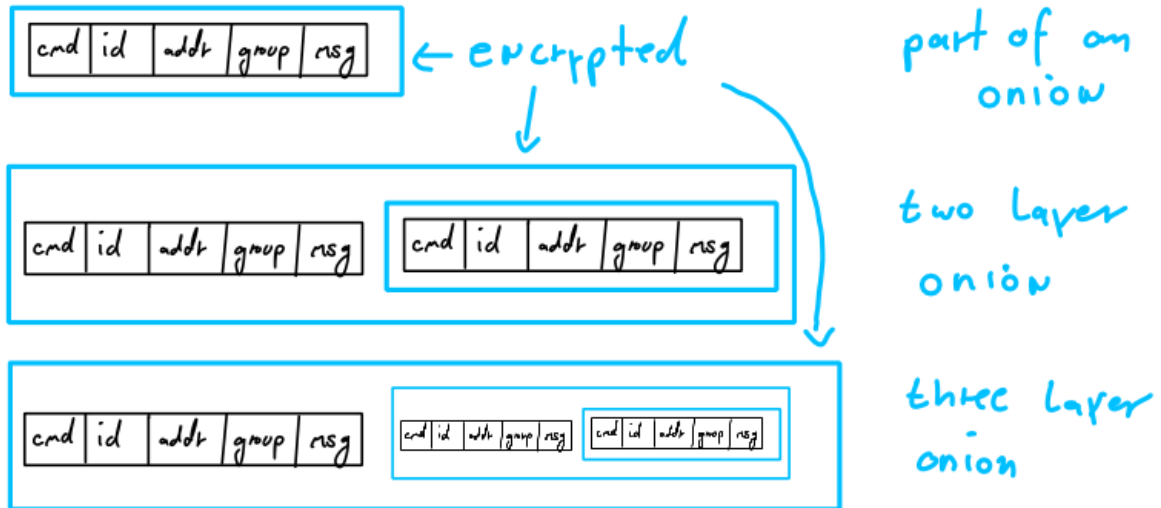 cmd id addr group msg
← encrypted
part of an
onion
cmd id addr group msg cmd id addr group msg
two layer
onion
cmd id addr group msg cmd id addr group msg cmd id addr group msg
three layer
onion